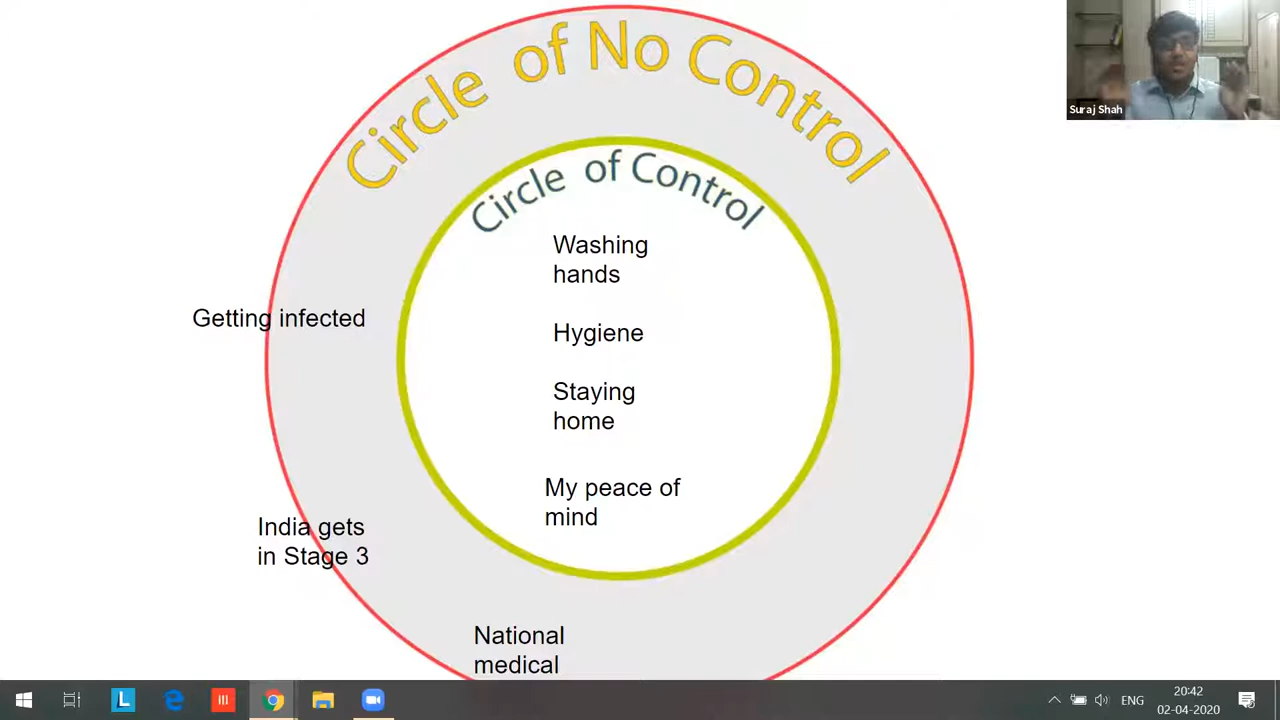 Circle of No Control
Suraj Shah
Circle of Control
Washing
hands
Getting infected
Hygiene
Staying
home
My peace of
mind
India gets
in Stage 3
National
medical
L
ENG
20:42
02-04-2020